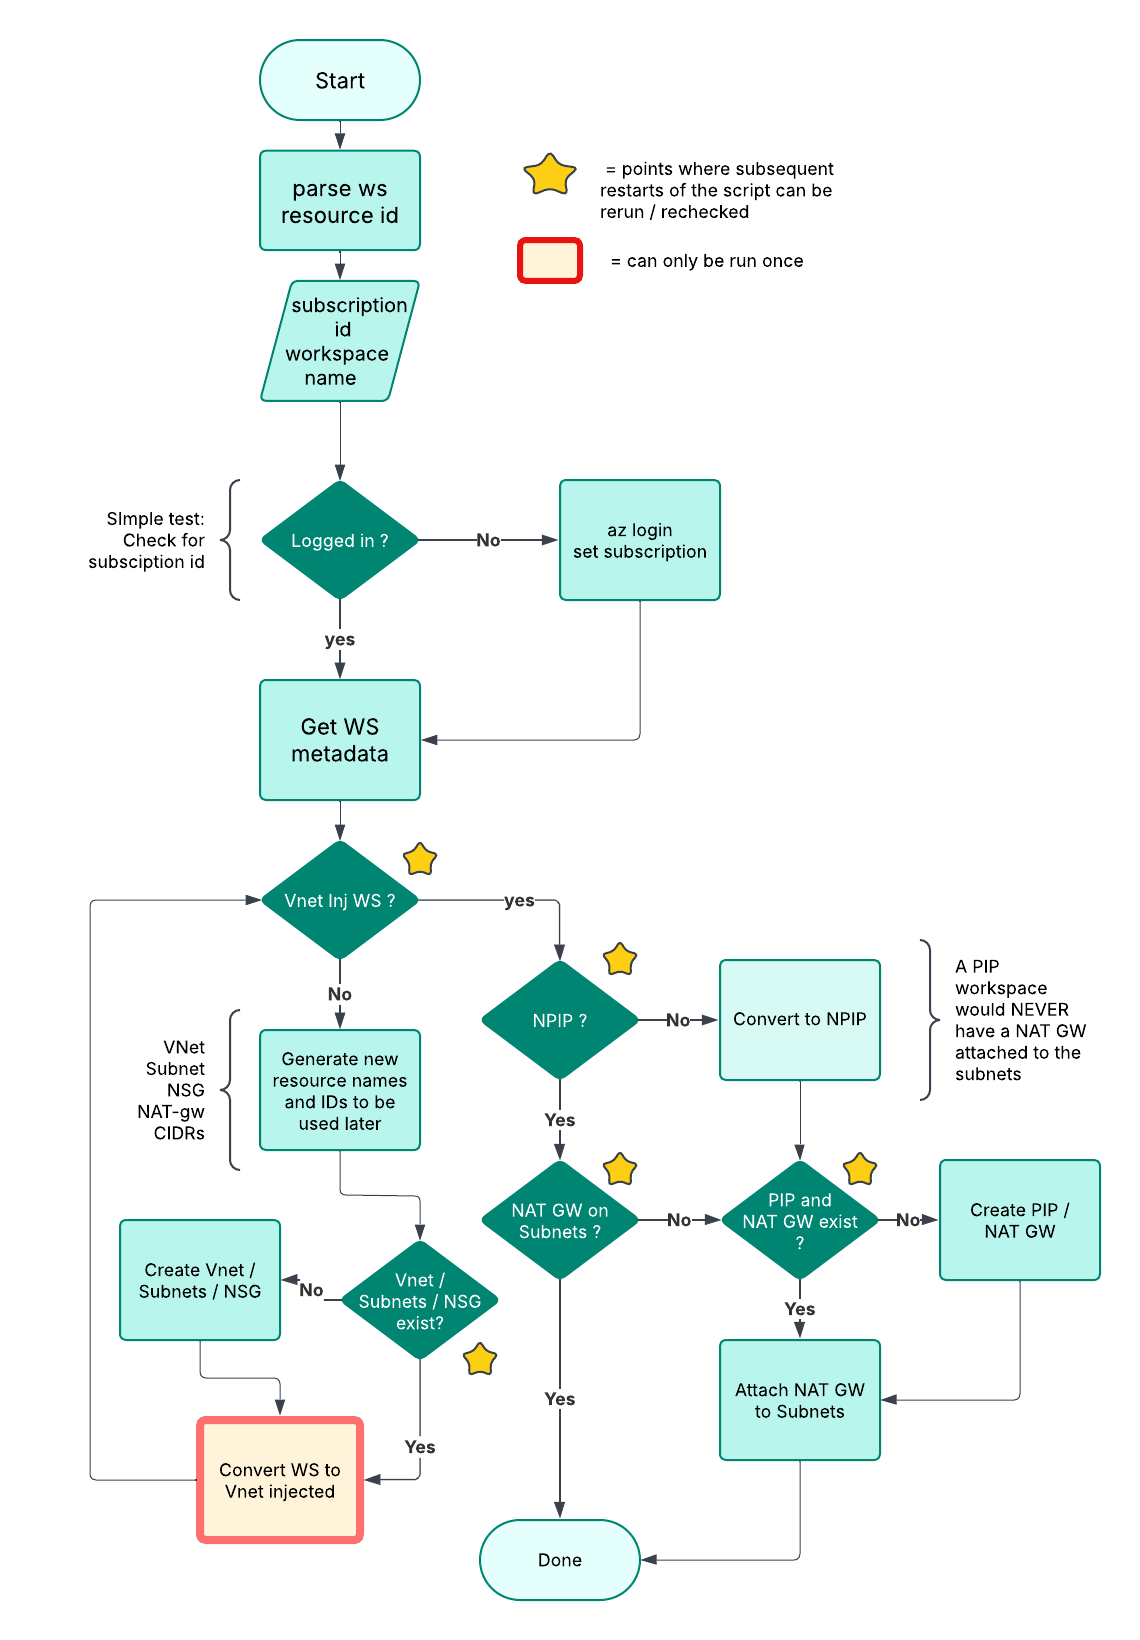 Start
parse ws
resource id
= points where subsequent
restarts of the script can be
rerun / rechecked
= can only be run once
subscription
id
workspace
name
SImple test:
Check for
subsciption id
Logged in ?
No
az login
set subscription
yes
Get WS
metadata
Vnet Inj WS ?
yes
No
NPIP ?
No
Convert to NPIP
A PIP
workspace
would NEVER
have a NAT GW
attached to the
subnets
VNet
Subnet
NSG
NAT-gw
CIDRs
Generate new
resource names
and IDs to be
used later
Yes
NAT GW on
Subnets ?
No
PIP and
NAT GW exist
?
No
Create PIP /
NAT GW
Create Vnet /
Subnets / NSG
No
Vnet /
Subnets / NSG
exist?
Yes
Attach NAT GW
to Subnets
Yes
Yes
Convert WS to
Vnet injected
Done